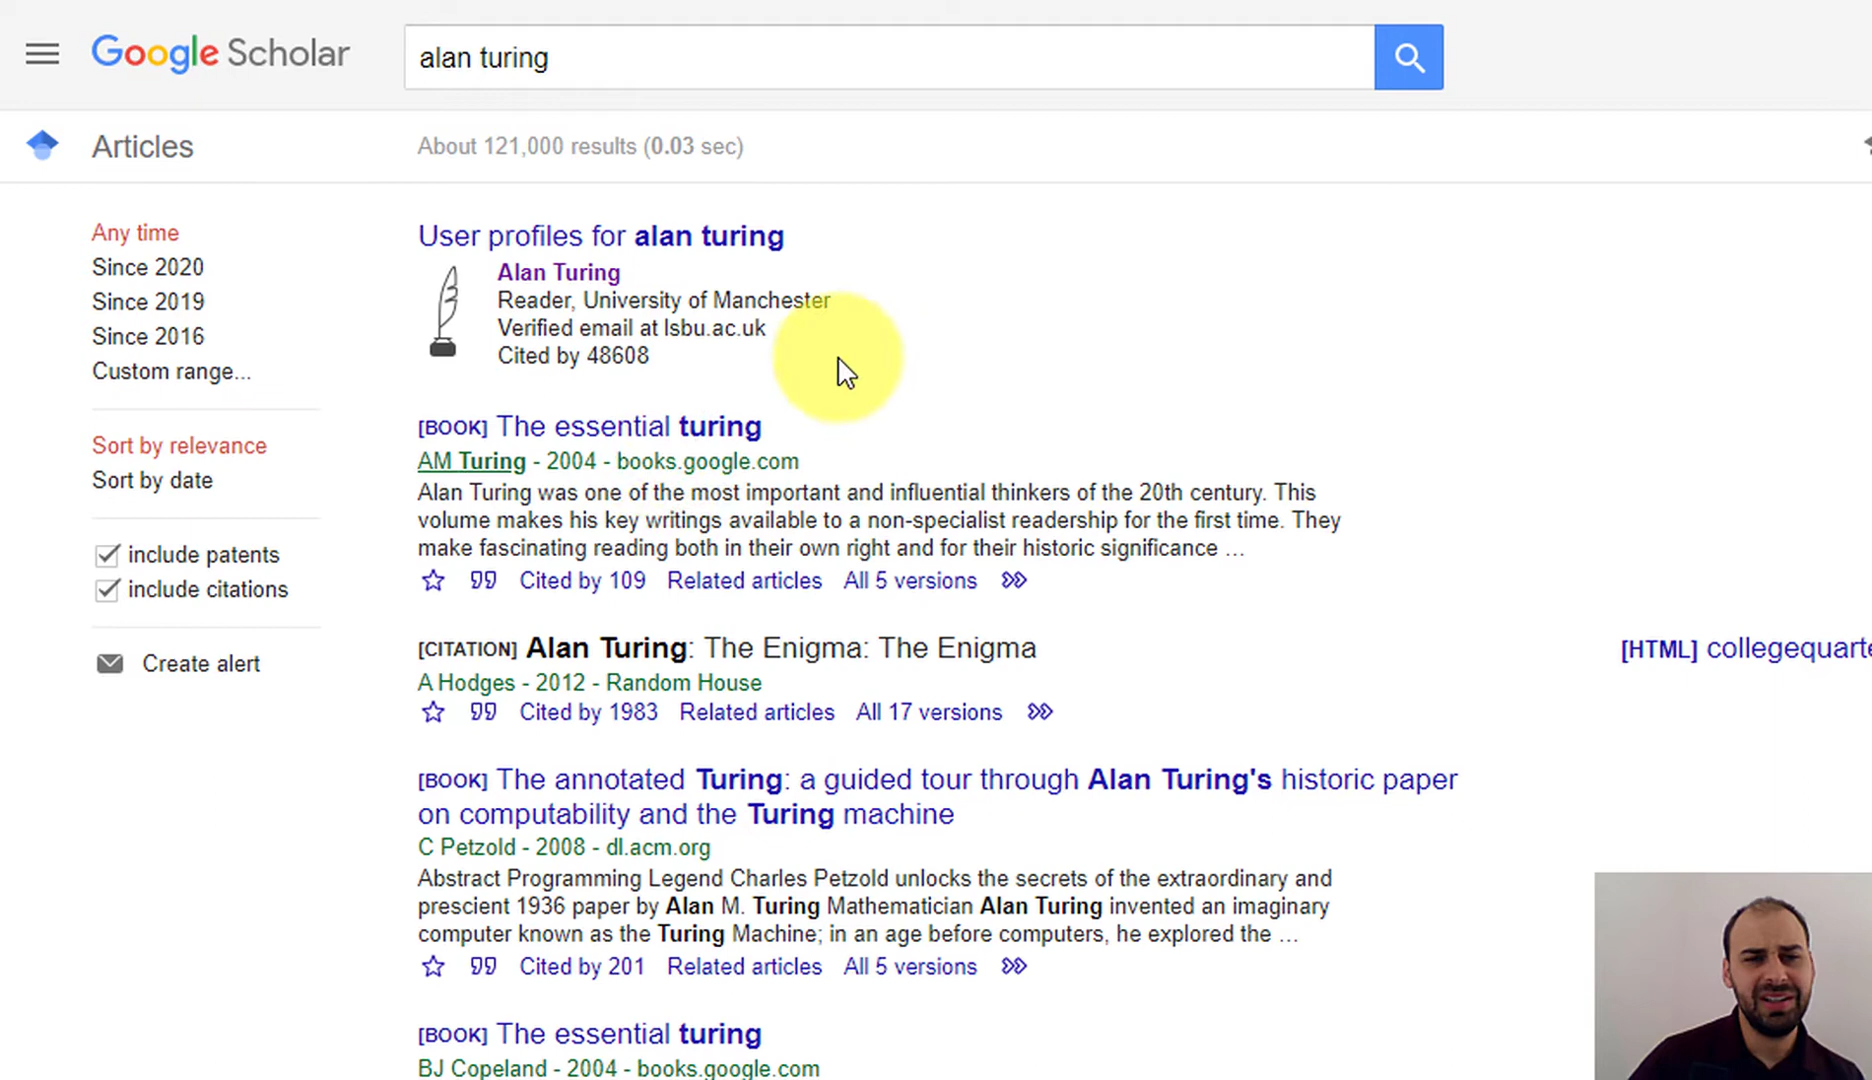 Google Scholar
alan turing
Articles
About 121,000 results (0.03 sec)
Any time
Since 2020
Since 2019
Since 2016
Custom range...
Sort by relevance
Sort by date
include patents
include citations
Create alert
User profiles for alan turing
Alan Turing
Reader, University of Manchester
Verified email at lsbu.ac.uk
Cited by 48608
[BOOK] The essential turing
AM Turing - 2004 - books.google.com
Alan Turing was one of the most important and influential thinkers of the 20th century. This
volume makes his key writings available to a non-specialist readership for the first time. They
make fascinating reading both in their own right and for their historic significance ...
Cited by 109 Related articles All 5 versions
[CITATION] Alan Turing: The Enigma: The Enigma
A Hodges - 2012 - Random House
Cited by 1983 Related articles All 17 versions
[HTML] collegequarte
[BOOK] The annotated Turing: a guided tour through Alan Turing's historic paper
on computability and the Turing machine
C Petzold - 2008 - dl.acm.org
Abstract Programming Legend Charles Petzold unlocks the secrets of the extraordinary and
prescient 1936 paper by Alan M. Turing Mathematician Alan Turing invented an imaginary
computer known as the Turing Machine; in an age before computers, he explored the ...
Cited by 201 Related articles All 5 versions
[BOOK] The essential turing
BJ Copeland - 2004 - books.google.com